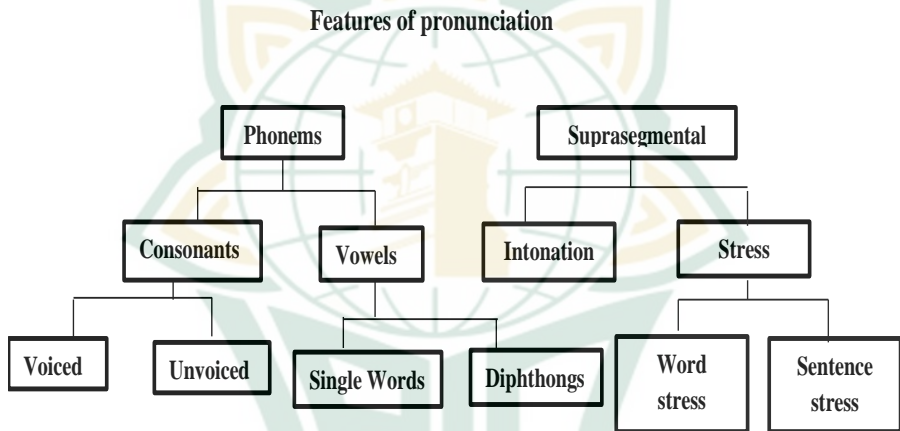 Features of pronunciation
Phonems
Suprasegmental
Consonants
Vowels
Intonation
Stress
Voiced
Unvoiced
Single Words
Diphthongs
Word
stress
Sentence
stress